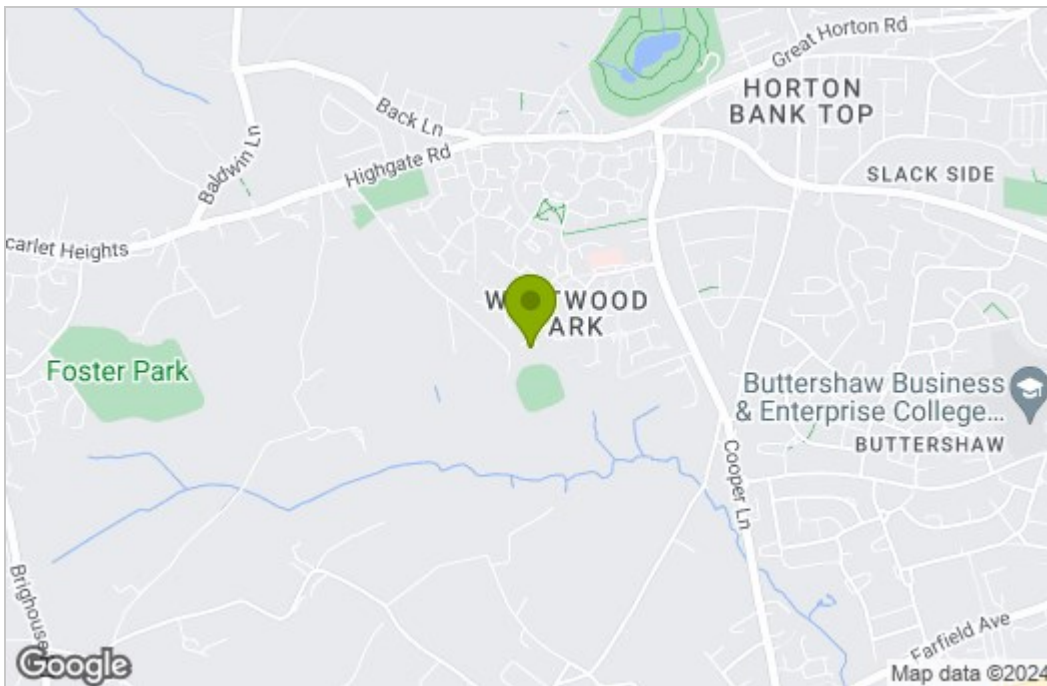 Great Horton Rd
HORTON
BANK TOP
Back Ln
Baldwin Ln
Highgate Rd
SLACK SIDE
carlet Heights
W TWOOD
ARK
Foster Park
Buttershaw Business
& Enterprise College...
BUTTERSHAW
Cooper Ln
Brighouse
Farfield Ave
Google
Map data ©2024